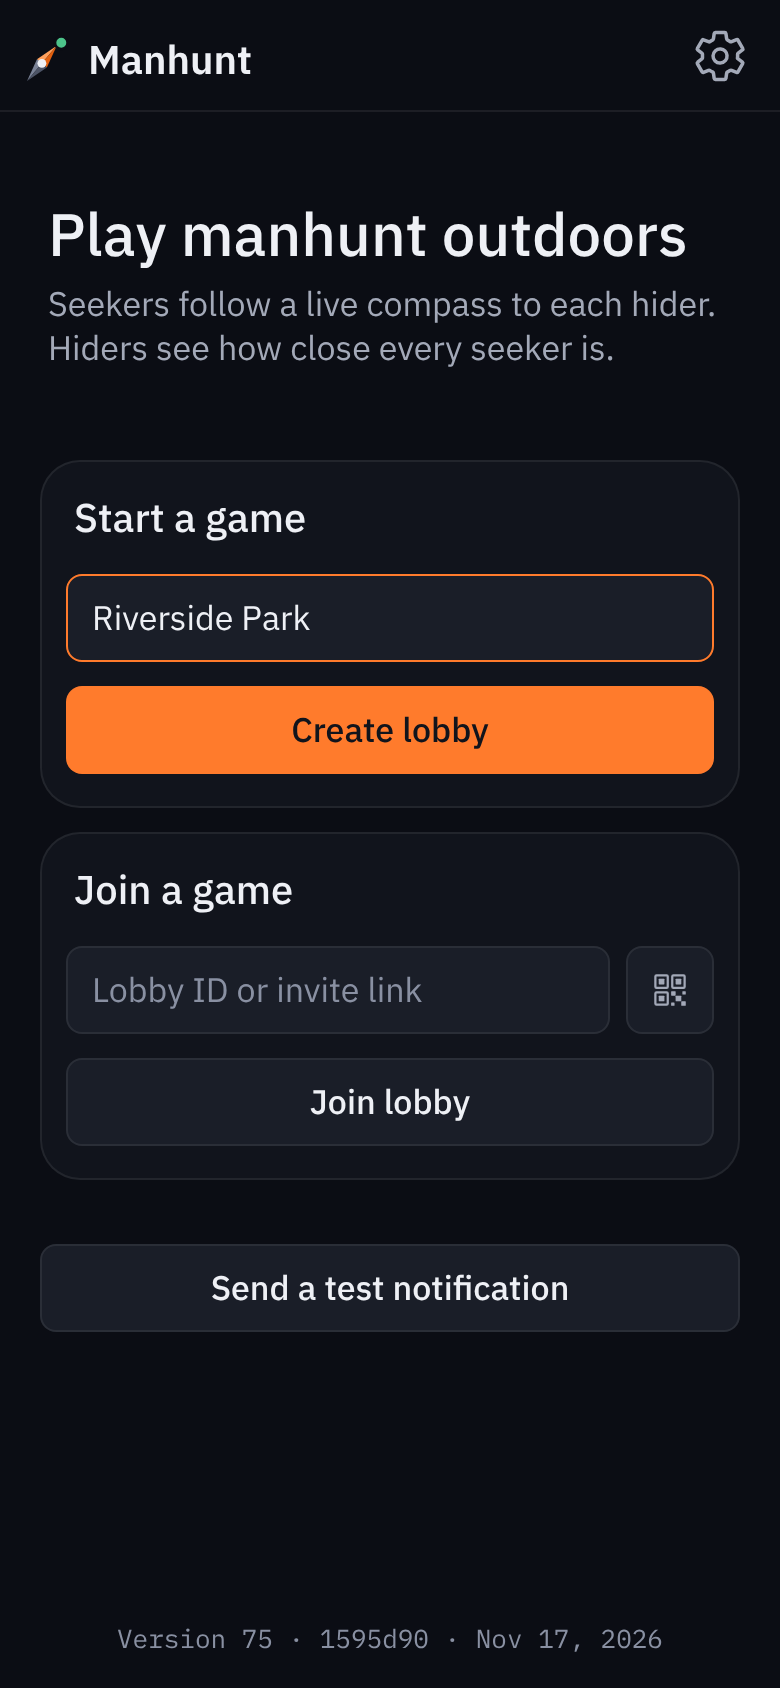 Manhunt
Play manhunt outdoors
Seekers follow a live compass to each hider.
Hiders see how close every seeker is.
Start a game
Riverside Park
Create lobby
Join a game
Lobby ID or invite link
Join lobby
Send a test notification
Version 75 · 1595d90 · Nov 17, 2026